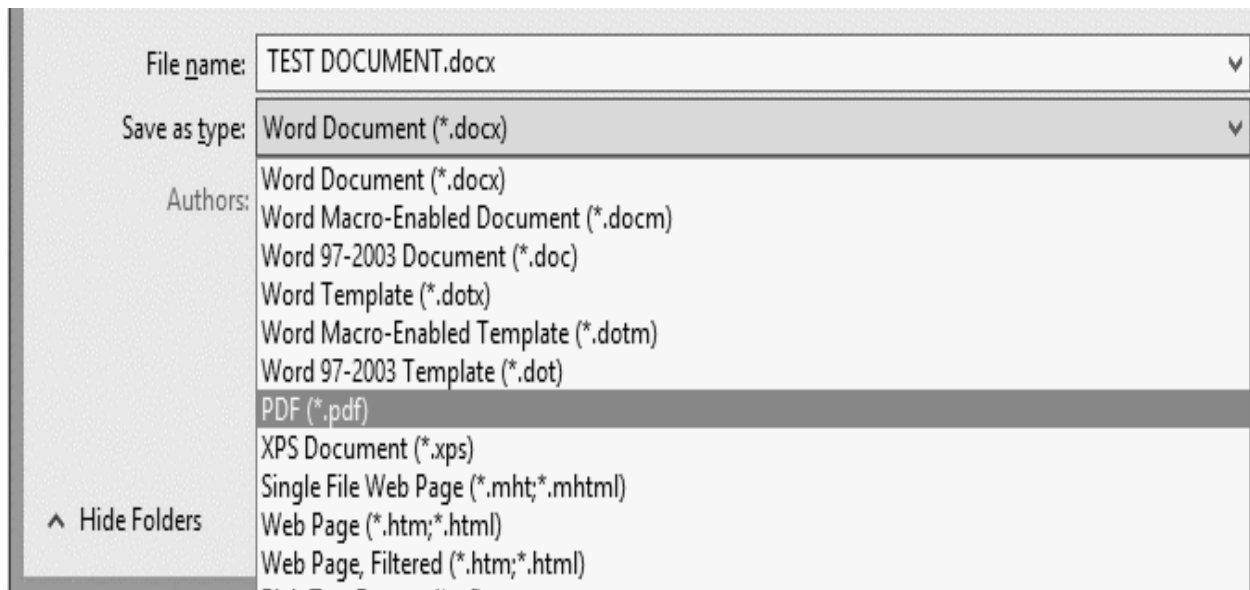 File name: TEST DOCUMENT.docx
Save as type: Word Document (*.docx)
Authors:
Word Document (*.docx)
Word Macro-Enabled Document (*.docm)
Word 97-2003 Document (*.doc)
Word Template (*.dotx)
Word Macro-Enabled Template (*.dotm)
Word 97-2003 Template (*.dot)
PDF (*.pdf)
XPS Document (*.xps)
Single File Web Page (*.mht;*.mhtml)
Hide Folders
Web Page (*.htm;*.html)
Web Page, Filtered (*.htm;*.html)